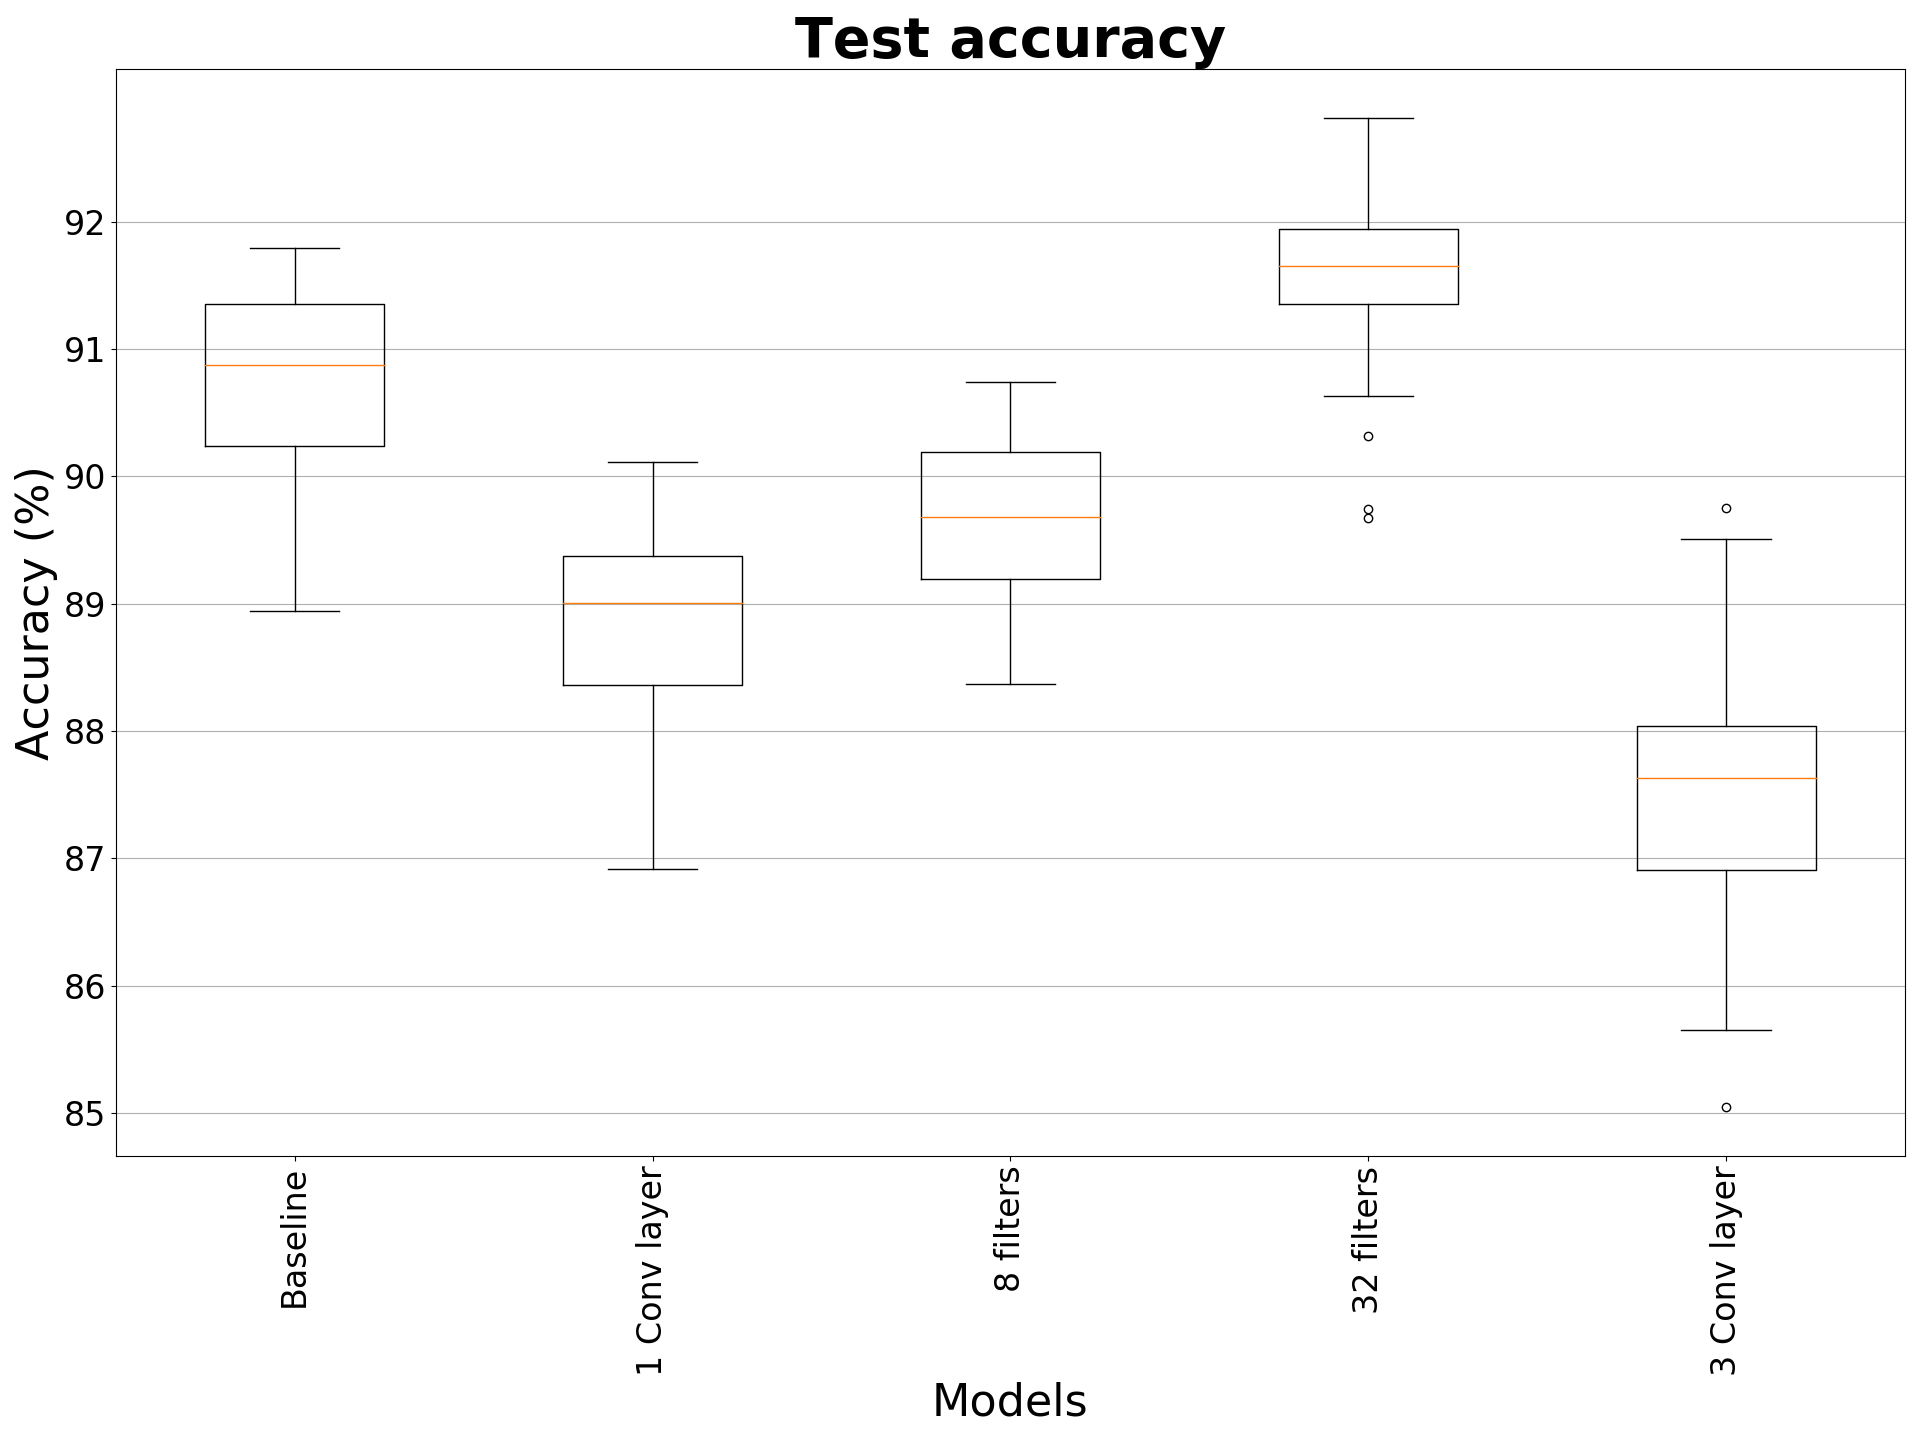 Test accuracy
Accuracy (%)
92
91
90
89
88
87
86
85
Baseline
1 Conv layer
8 filters
32 filters
3 Conv layer
Models